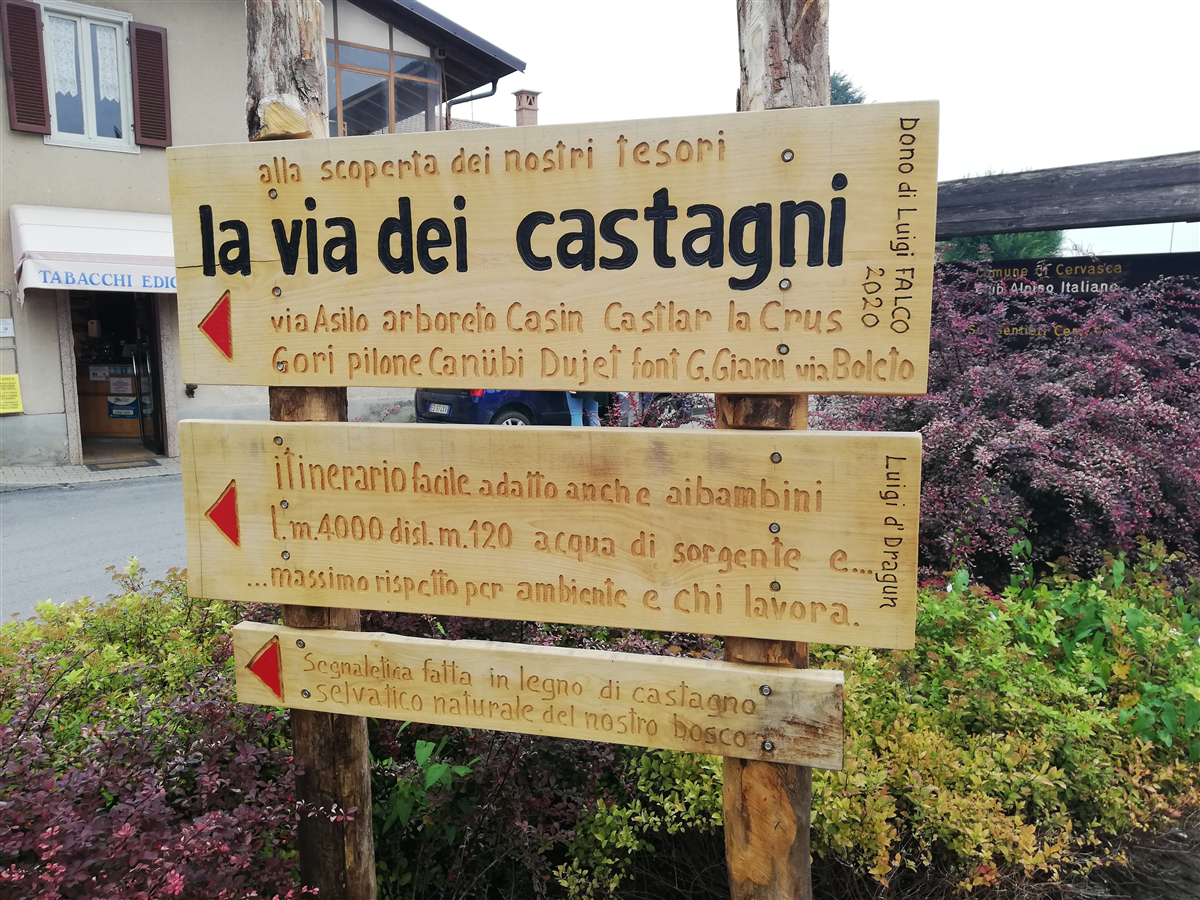 alla scoperta dei nostri tesori
la via dei castagni
via Asilo arboreto Casin Castlar la Crus
Gori pilone Canübi Dujet font G. Gianu via Boleto
Dono di Luigi FALCO
2020
itinerario facile adatto anche ai bambini
l.m.4000 disl.m.120 acqua di sorgente e...
...massimo rispetto per ambiente e chi lavora.
Luigi d'Dragun
Segnaletica fatta in legno di castagno
selvatico naturale del nostro bosco
TABACCHI
Comune di Cervasca
Club Alpino Italiano